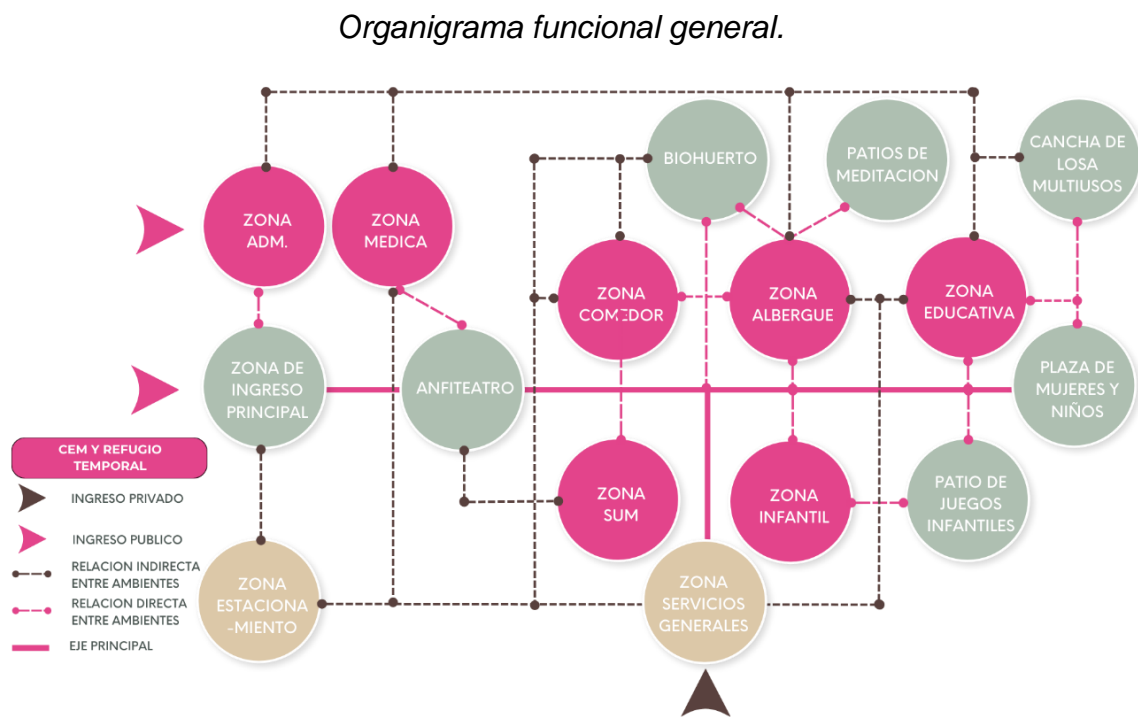 Organigrama funcional general.
BIOHUERTO
PATIOS DE
MEDITACION
CANCHA DE
LOSA
MULTIUSOS
ZONA
ADM.
ZONA
MEDICA
ZONA
COMEDOR
ZONA
ALBERGUE
ZONA
EDUCATIVA
ZONA DE
INGRESO
PRINCIPAL
ANFITEATRO
PLAZA DE
MUJERES Y
NIÑOS
CEM Y REFUGIO
TEMPORAL
INGRESO PRIVADO
INGRESO PUBLICO
RELACION INDIRECTA
ENTRE AMBIENTES
RELACION DIRECTA
ENTRE AMBIENTES
EJE PRINCIPAL
ZONA
SUM
ZONA
INFANTIL
PATIO DE
JUEGOS
INFANTILES
ZONA
ESTACIONA
-MIENTO
ZONA
SERVICIOS
GENERALES